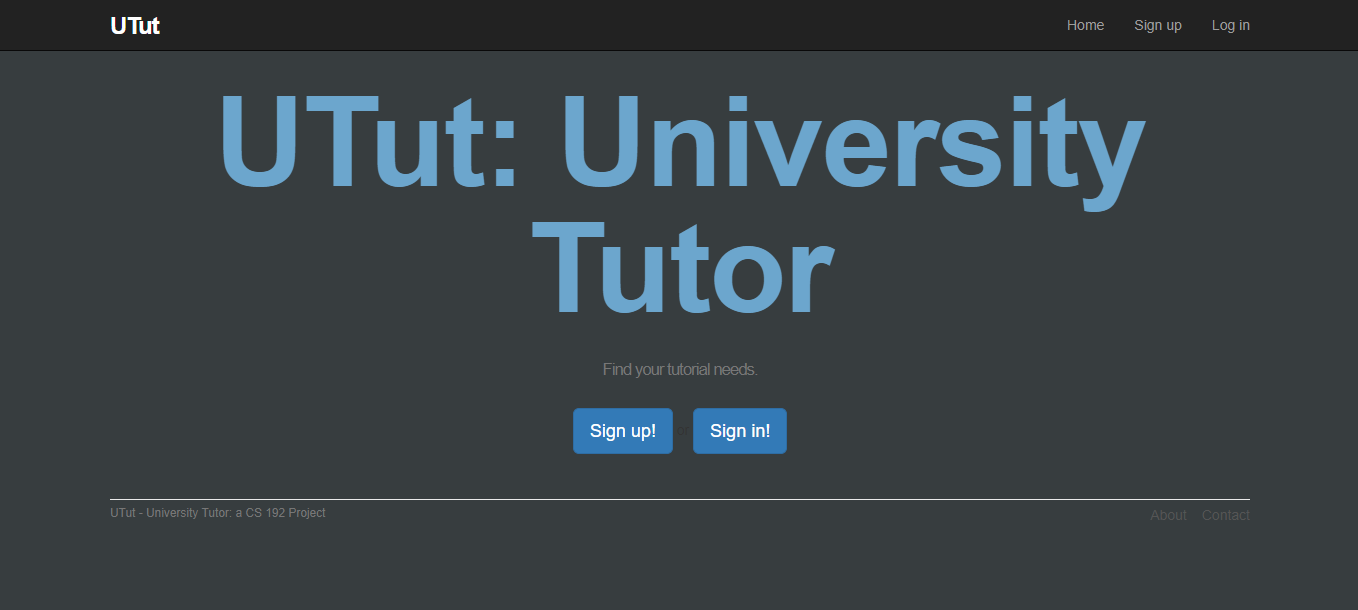 UTut
Home Sign up Log in
UTut: University
Tutor
Find your tutorial needs.
Sign up! or Sign in!
UTut - University Tutor: a CS 192 Project
About Contact